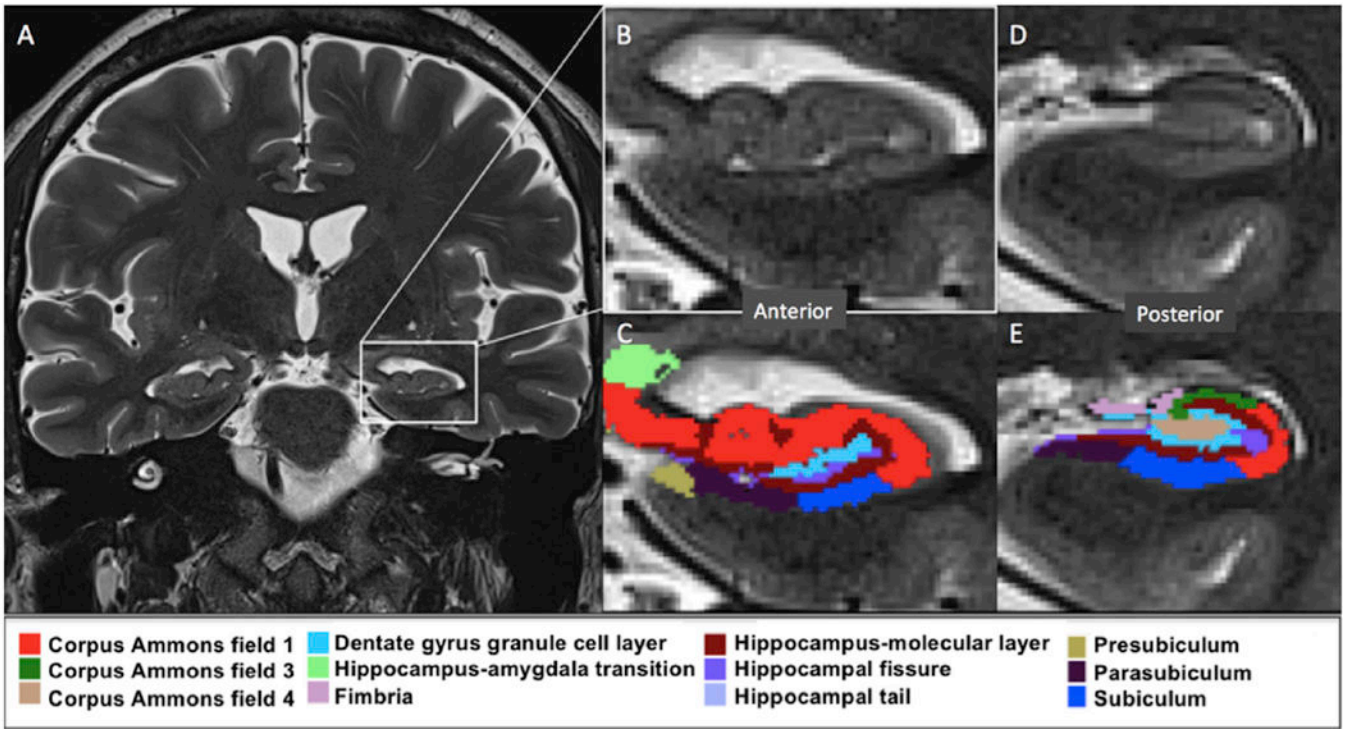 A
B
D
Anterior
Posterior
C
E
Corpus Ammons field 1
Dentate gyrus granule cell layer
Hippocampus-molecular layer
Presubiculum
Corpus Ammons field 3
Hippocampus-amygdala transition
Hippocampal fissure
Parasubiculum
Corpus Ammons field 4
Fimbria
Hippocampal tail
Subiculum